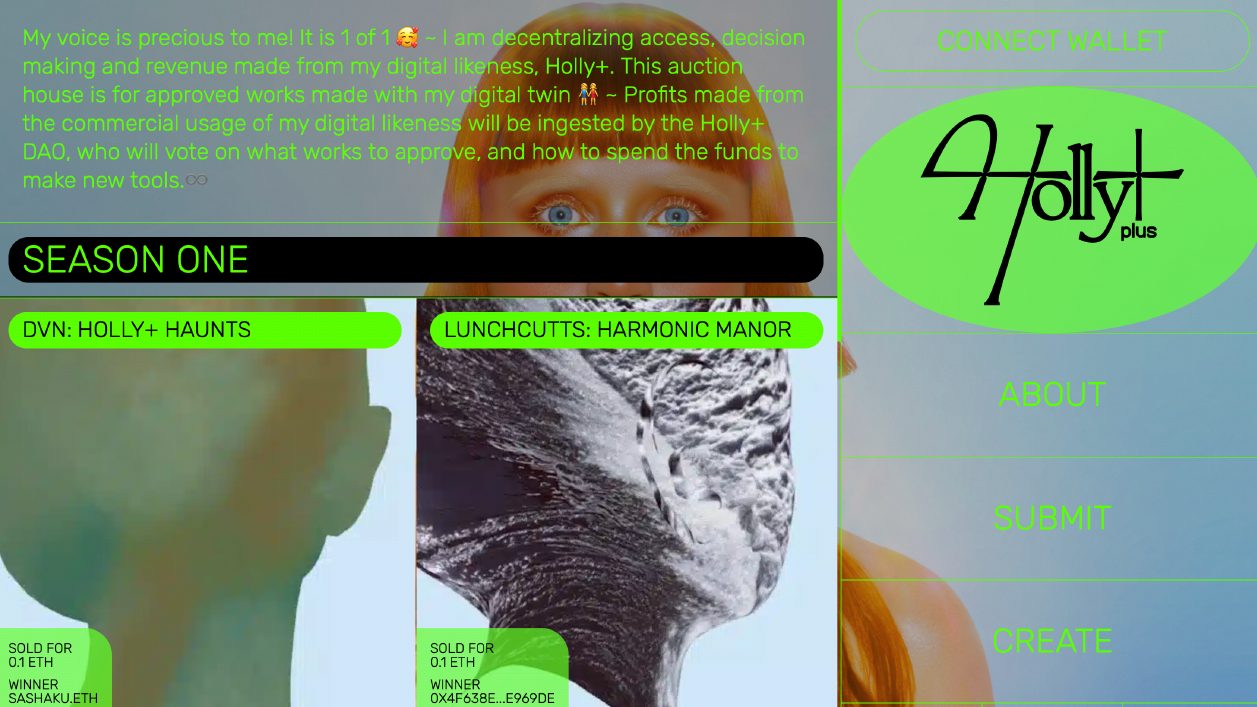 My voice is precious to me! It is 1 of 1 🥰 ~ I am decentralizing access, decision
making and revenue made from my digital likeness, Holly+. This auction
house is for approved works made with my digital twin 👭 ~ Profits made from
the commercial usage of my digital likeness will be ingested by the Holly+
DAO, who will vote on what works to approve, and how to spend the funds to
make new tools.♾
SEASON ONE
DVN: HOLLY+ HAUNTS
SOLD FOR
0.1 ETH
WINNER
SASHAKU.ETH
LUNCHCUTTS: HARMONIC MANOR
SOLD FOR
0.1 ETH
WINNER
0X4F638E...E969DE
CONNECT WALLET
Holly+
plus
ABOUT
SUBMIT
CREATE